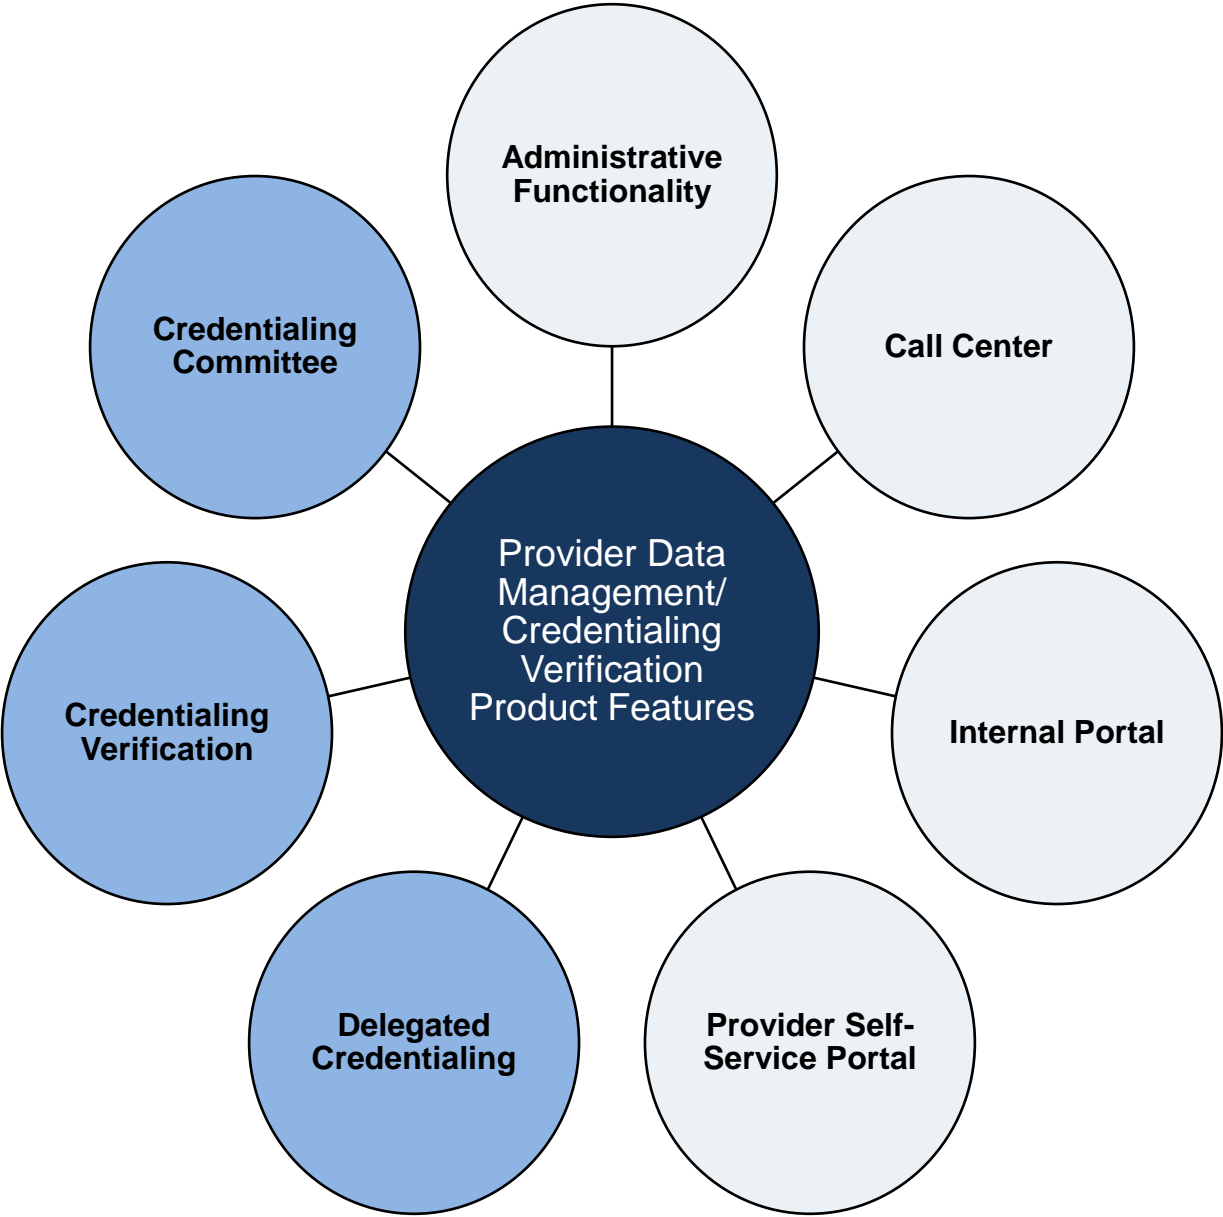 Administrative
Functionality
Call Center
Internal Portal
Provider Self-
Service Portal
Delegated
Credentialing
Credentialing
Verification
Credentialing
Committee
Provider Data
Management/
Credentialing
Verification
Product Features